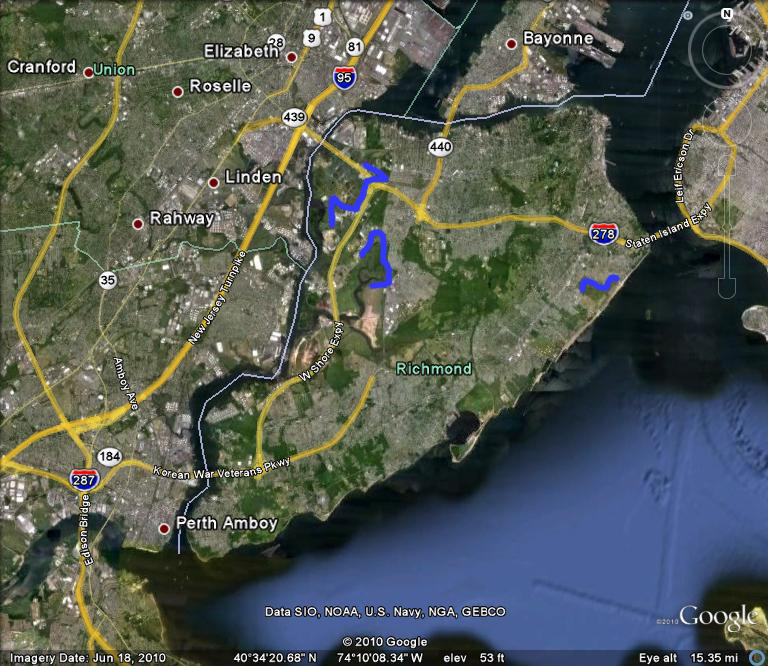 N
1
28
9
81
Elizabeth
Bayonne
Cranford
Union
95
Roselle
439
440
Leif Ericson Dr
Linden
Rahway
278
Staten Island Expy
35
New Jersey Turnpike
W Shore Expy
Amboy Ave
Richmond
184
Korean War Veterans Pkwy
287
Edison Bridge
Perth Amboy
Data SIO, NOAA, U.S. Navy, NGA, GEBCO
©2010 Google
© 2010 Google
Imagery Date: Jun 18, 2010 40°34'20.68" N 74°10'08.34" W elev 53 ft Eye alt 15.35 mi